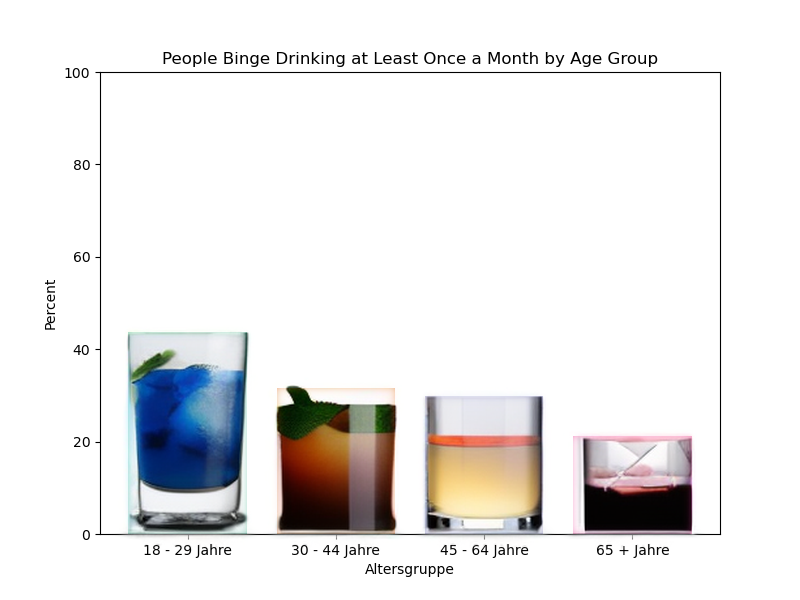 People Binge Drinking at Least Once a Month by Age Group
100
80
60
40
20
0
Percent
18 - 29 Jahre
30 - 44 Jahre
45 - 64 Jahre
65 + Jahre
Altersgruppe